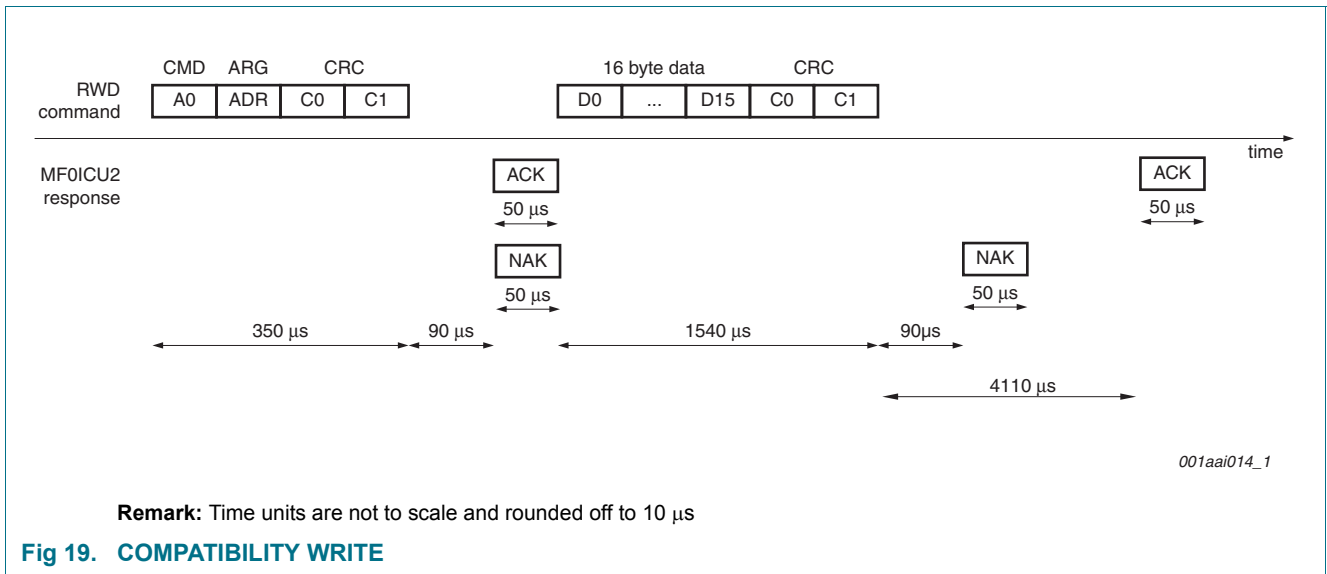 CMD ARG CRC 16 byte data CRC
RWD command
A0 ADR C0 C1 D0 ... D15 C0 C1
time
MF0ICU2 response
ACK ACK
50 µs 50 µs
NAK NAK
50 µs 50 µs
350 µs 90 µs 1540 µs 90µs
4110 µs
001aai014_1
Remark: Time units are not to scale and rounded off to 10 µs
Fig 19. COMPATIBILITY WRITE